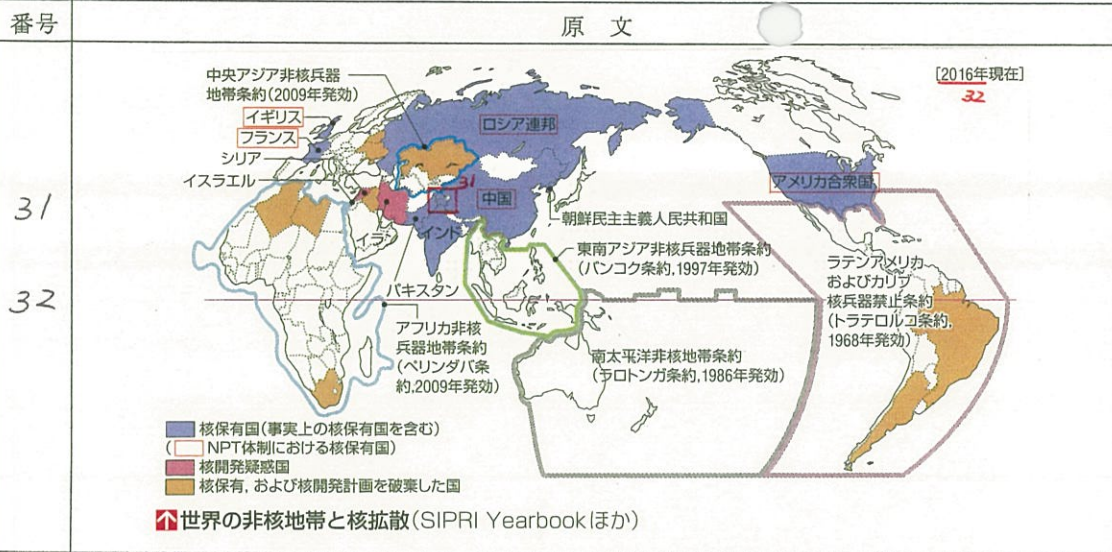 番号
原文
31
32
中央アジア非核兵器
地帯条約(2009年発効)
[2016年現在]
32
イギリス
フランス
シリア
イスラエル
ロシア連邦
31
中国
アメリカ合衆国
朝鮮民主主義人民共和国
イラン
インド
パキスタン
東南アジア非核兵器地帯条約
(バンコク条約,1997年発効)
ラテンアメリカ
およびカリブ
核兵器禁止条約
(トラテロルコ条約,
1968年発効)
アフリカ非核
兵器地帯条約
(ペリンダバ条
約,2009年発効)
南太平洋非核地帯条約
(ラロトンガ条約,1986年発効)
核保有国(事実上の核保有国を含む)
( NPT体制における核保有国)
核開発疑惑国
核保有,および核開発計画を破棄した国
世界の非核地帯と核拡散(SIPRI Yearbookほか)